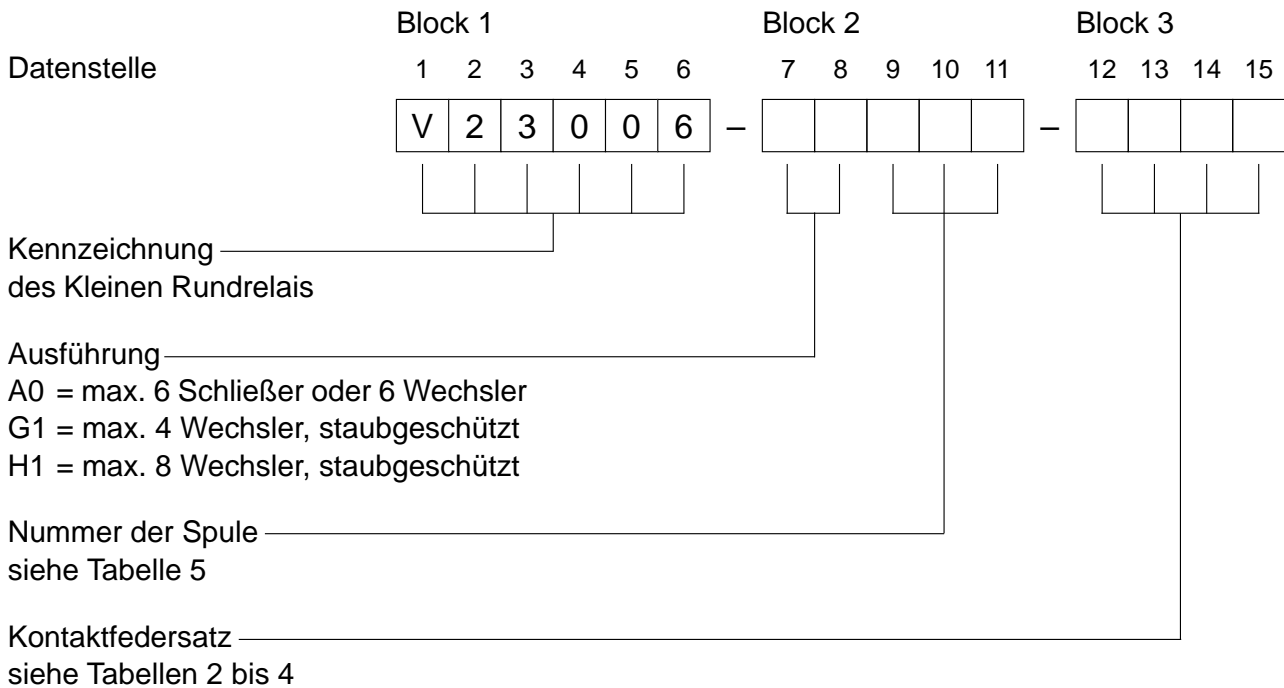 Block 1 Block 2 Block 3
Datenstelle 1 2 3 4 5 6 7 8 9 10 11 12 13 14 15
V 2 3 0 0 6 – –
Kennzeichnung
des Kleinen Rundrelais
Ausführung
A0 = max. 6 Schließer oder 6 Wechsler
G1 = max. 4 Wechsler, staubgeschützt
H1 = max. 8 Wechsler, staubgeschützt
Nummer der Spule
siehe Tabelle 5
Kontaktfedersatz
siehe Tabellen 2 bis 4